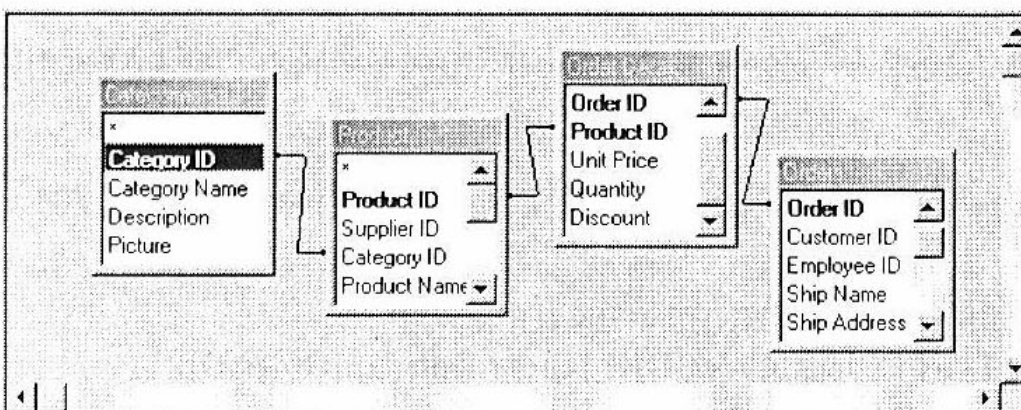 *
Category ID
Category Name
Description
Picture
Product
*
Product ID
Supplier ID
Category ID
Product Name
Order ID
Product ID
Unit Price
Quantity
Discount
Order ID
Customer ID
Employee ID
Ship Name
Ship Address